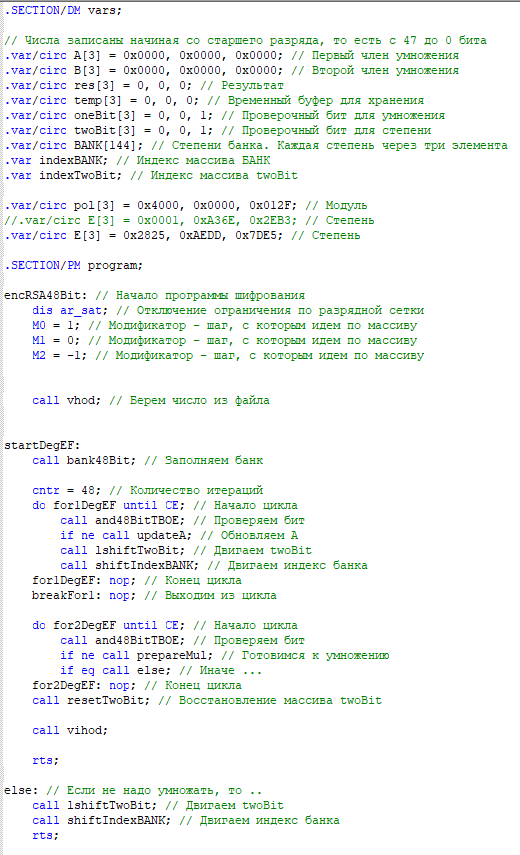 .SECTION/DM vars;
// Числа записаны начиная со старшего разряда, то есть с 47 до 0 бита
.var/circ A[3] = 0x0000, 0x0000, 0x0000; // Первый член умножения
.var/circ B[3] = 0x0000, 0x0000, 0x0000; // Второй член умножения
.var/circ res[3] = 0, 0, 0; // Результат
.var/circ temp[3] = 0, 0, 0; // Временный буфер для хранения
.var/circ oneBit[3] = 0, 0, 1; // Проверочный бит для умножения
.var/circ twoBit[3] = 0, 0, 1; // Проверочный бит для степени
.var/circ BANK[144]; // Степени банка. Каждая степень через три элемента
.var indexBANK; // Индекс массива БАНК
.var indexTwoBit; // Индекс массива twoBit
.var/circ pol[3] = 0x4000, 0x0000, 0x012F; // Модуль
//.var/circ E[3] = 0x0001, 0xA36E, 0x2EB3; // Степень
.var/circ E[3] = 0x2825, 0xAEDD, 0x7DE5; // Степень
.SECTION/PM program;
encRSA48Bit: // Начало программы шифрования
dis ar_sat; // Отключение ограничения по разрядной сетки
M0 = 1; // Модификатор - шаг, с которым идем по массиву
M1 = 0; // Модификатор - шаг, с которым идем по массиву
M2 = -1; // Модификатор - шаг, с которым идем по массиву
call vhod; // Берем число из файла
startDegEF:
call bank48Bit; // Заполняем банк
cntr = 48; // Количество итераций
do for1DegEF until CE; // Начало цикла
call and48BitTBOE; // Проверяем бит
if ne call updateA; // Обновляем А
call lshiftTwoBit; // Двигаем twoBit
call shiftIndexBANK; // Двигаем индекс банка
for1DegEF: nop; // Конец цикла
breakFor1: nop; // Выходим из цикла
do for2DegEF until CE; // Начало цикла
call and48BitTBOE; // Проверяем бит
if ne call prepareMul; // Готовимся к умножению
if eq call else; // Иначе ...
for2DegEF: nop; // Конец цикла
call resetTwoBit; // Восстановление массива twoBit
call vihod;
rts;
else: // Если не надо умножать, то ..
call lshiftTwoBit; // Двигаем twoBit
call shiftIndexBANK; // Двигаем индекс банка
rts;